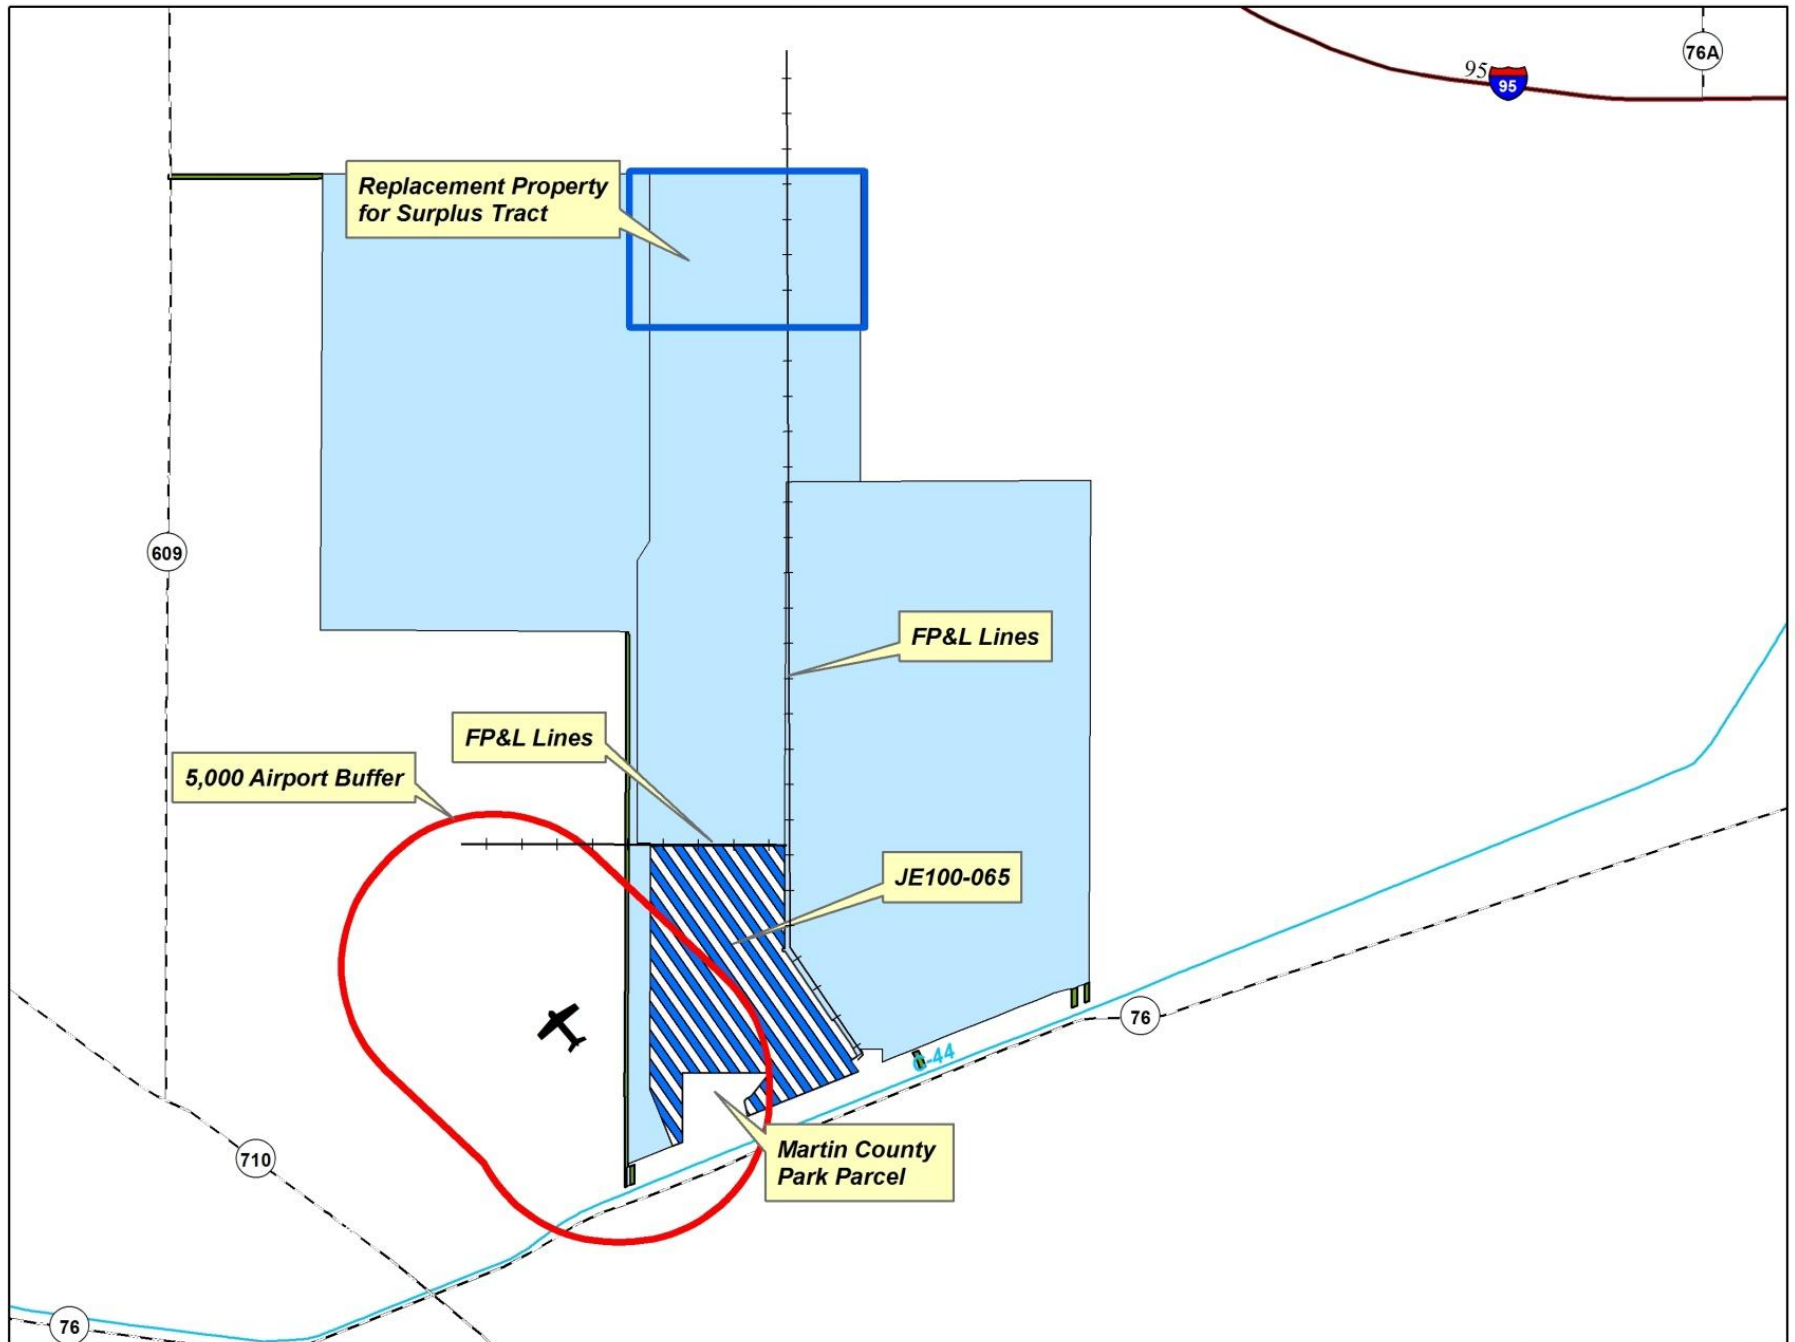 76A
95
95
Replacement Property
for Surplus Tract
609
FP&L Lines
FP&L Lines
5,000 Airport Buffer
JE100-065
76
C-44
Martin County
Park Parcel
710
76